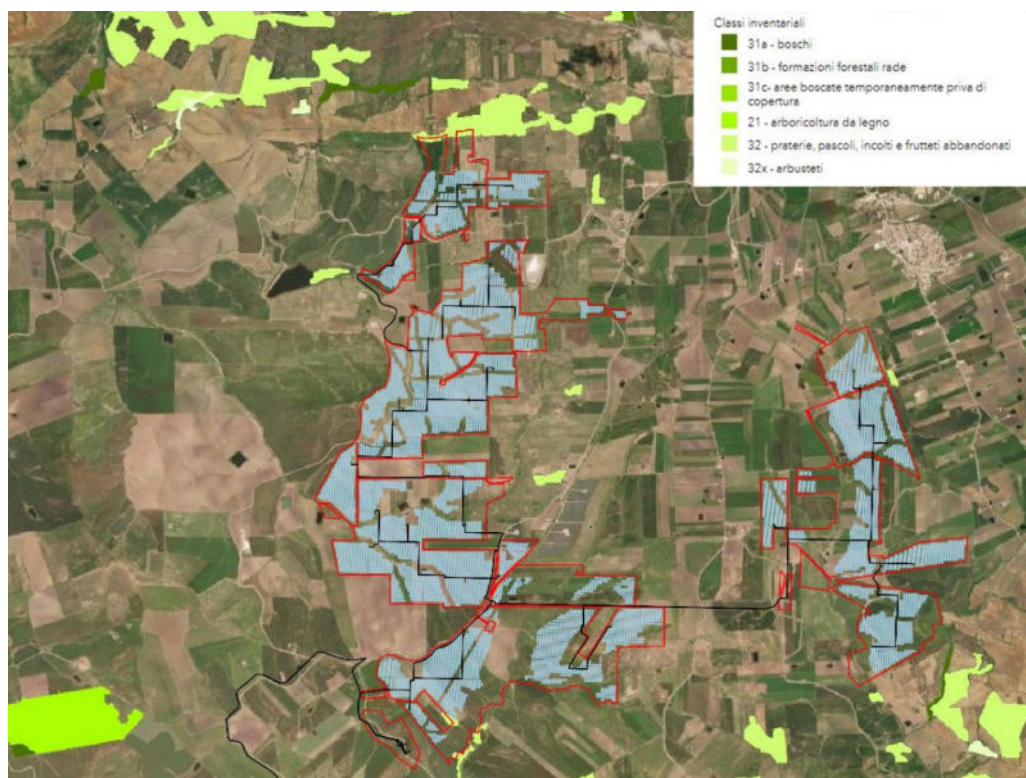 Classi inventariali
31a - boschi
31b - formazioni forestali rade
31c- aree boscate temporaneamente priva di
copertura
21 - arboricoltura da legno
32 - praterie, pascoli, incolti e frutteti abbandonati
32x - arbusteti